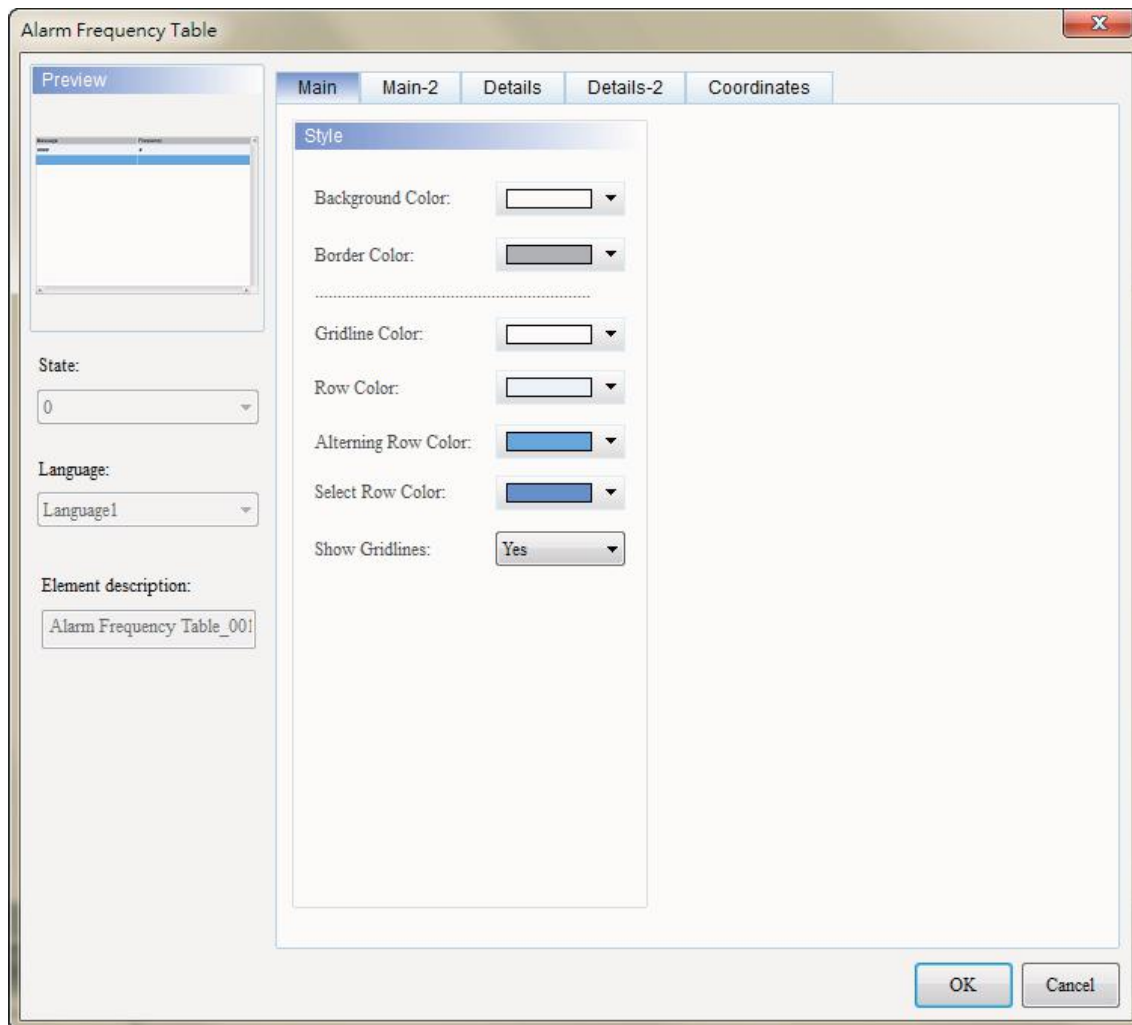 Alarm Frequency Table
Preview
Message Frequency
State:
0
Language:
Language1
Element description:
Alarm Frequency Table_001
Main Main-2 Details Details-2 Coordinates
Style
Background Color:
Border Color:
Gridline Color:
Row Color:
Alterning Row Color:
Select Row Color:
Show Gridlines: Yes
OK Cancel